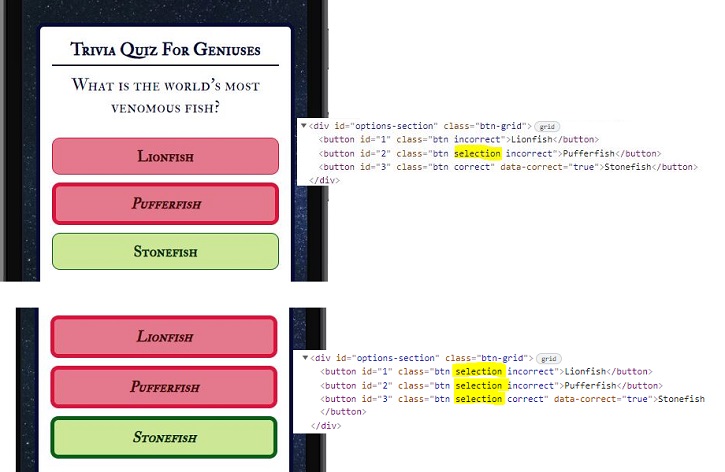 Trivia Quiz For Geniuses
What is the world's most
venomous fish?
Lionfish
Pufferfish
Stonefish
▼<div id="options-section" class="btn-grid"> grid
<button id="1" class="btn incorrect">Lionfish</button>
<button id="2" class="btn selection incorrect">Pufferfish</button>
<button id="3" class="btn correct" data-correct="true">Stonefish</button>
</div>
Lionfish
Pufferfish
Stonefish
▼<div id="options-section" class="btn-grid"> grid
<button id="1" class="btn selection incorrect">Lionfish</button>
<button id="2" class="btn selection incorrect">Pufferfish</button>
<button id="3" class="btn selection correct" data-correct="true">Stonefish
</button>
</div>